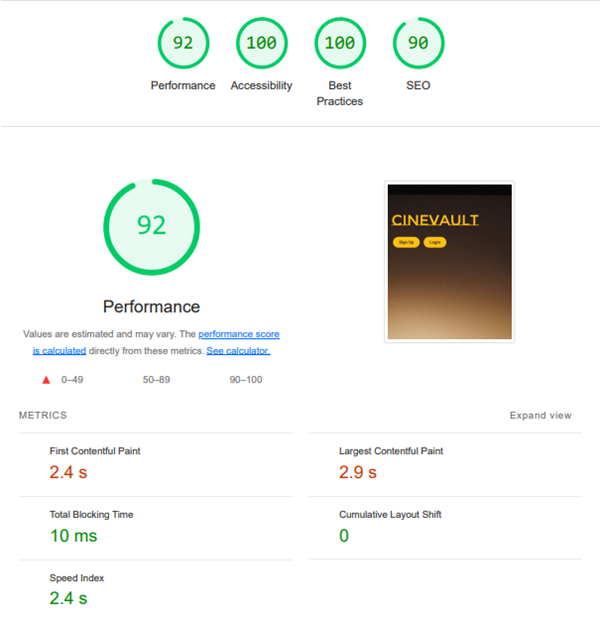 92
100
100
90
Performance
Accessibility
Best
Practices
SEO
92
Performance
Values are estimated and may vary. The performance score
is calculated directly from these metrics. See calculator.
0–49
50–89
90–100
CINEVAULT
Sign Up
Login
METRICS
Expand view
First Contentful Paint
2.4 s
Largest Contentful Paint
2.9 s
Total Blocking Time
10 ms
Cumulative Layout Shift
0
Speed Index
2.4 s